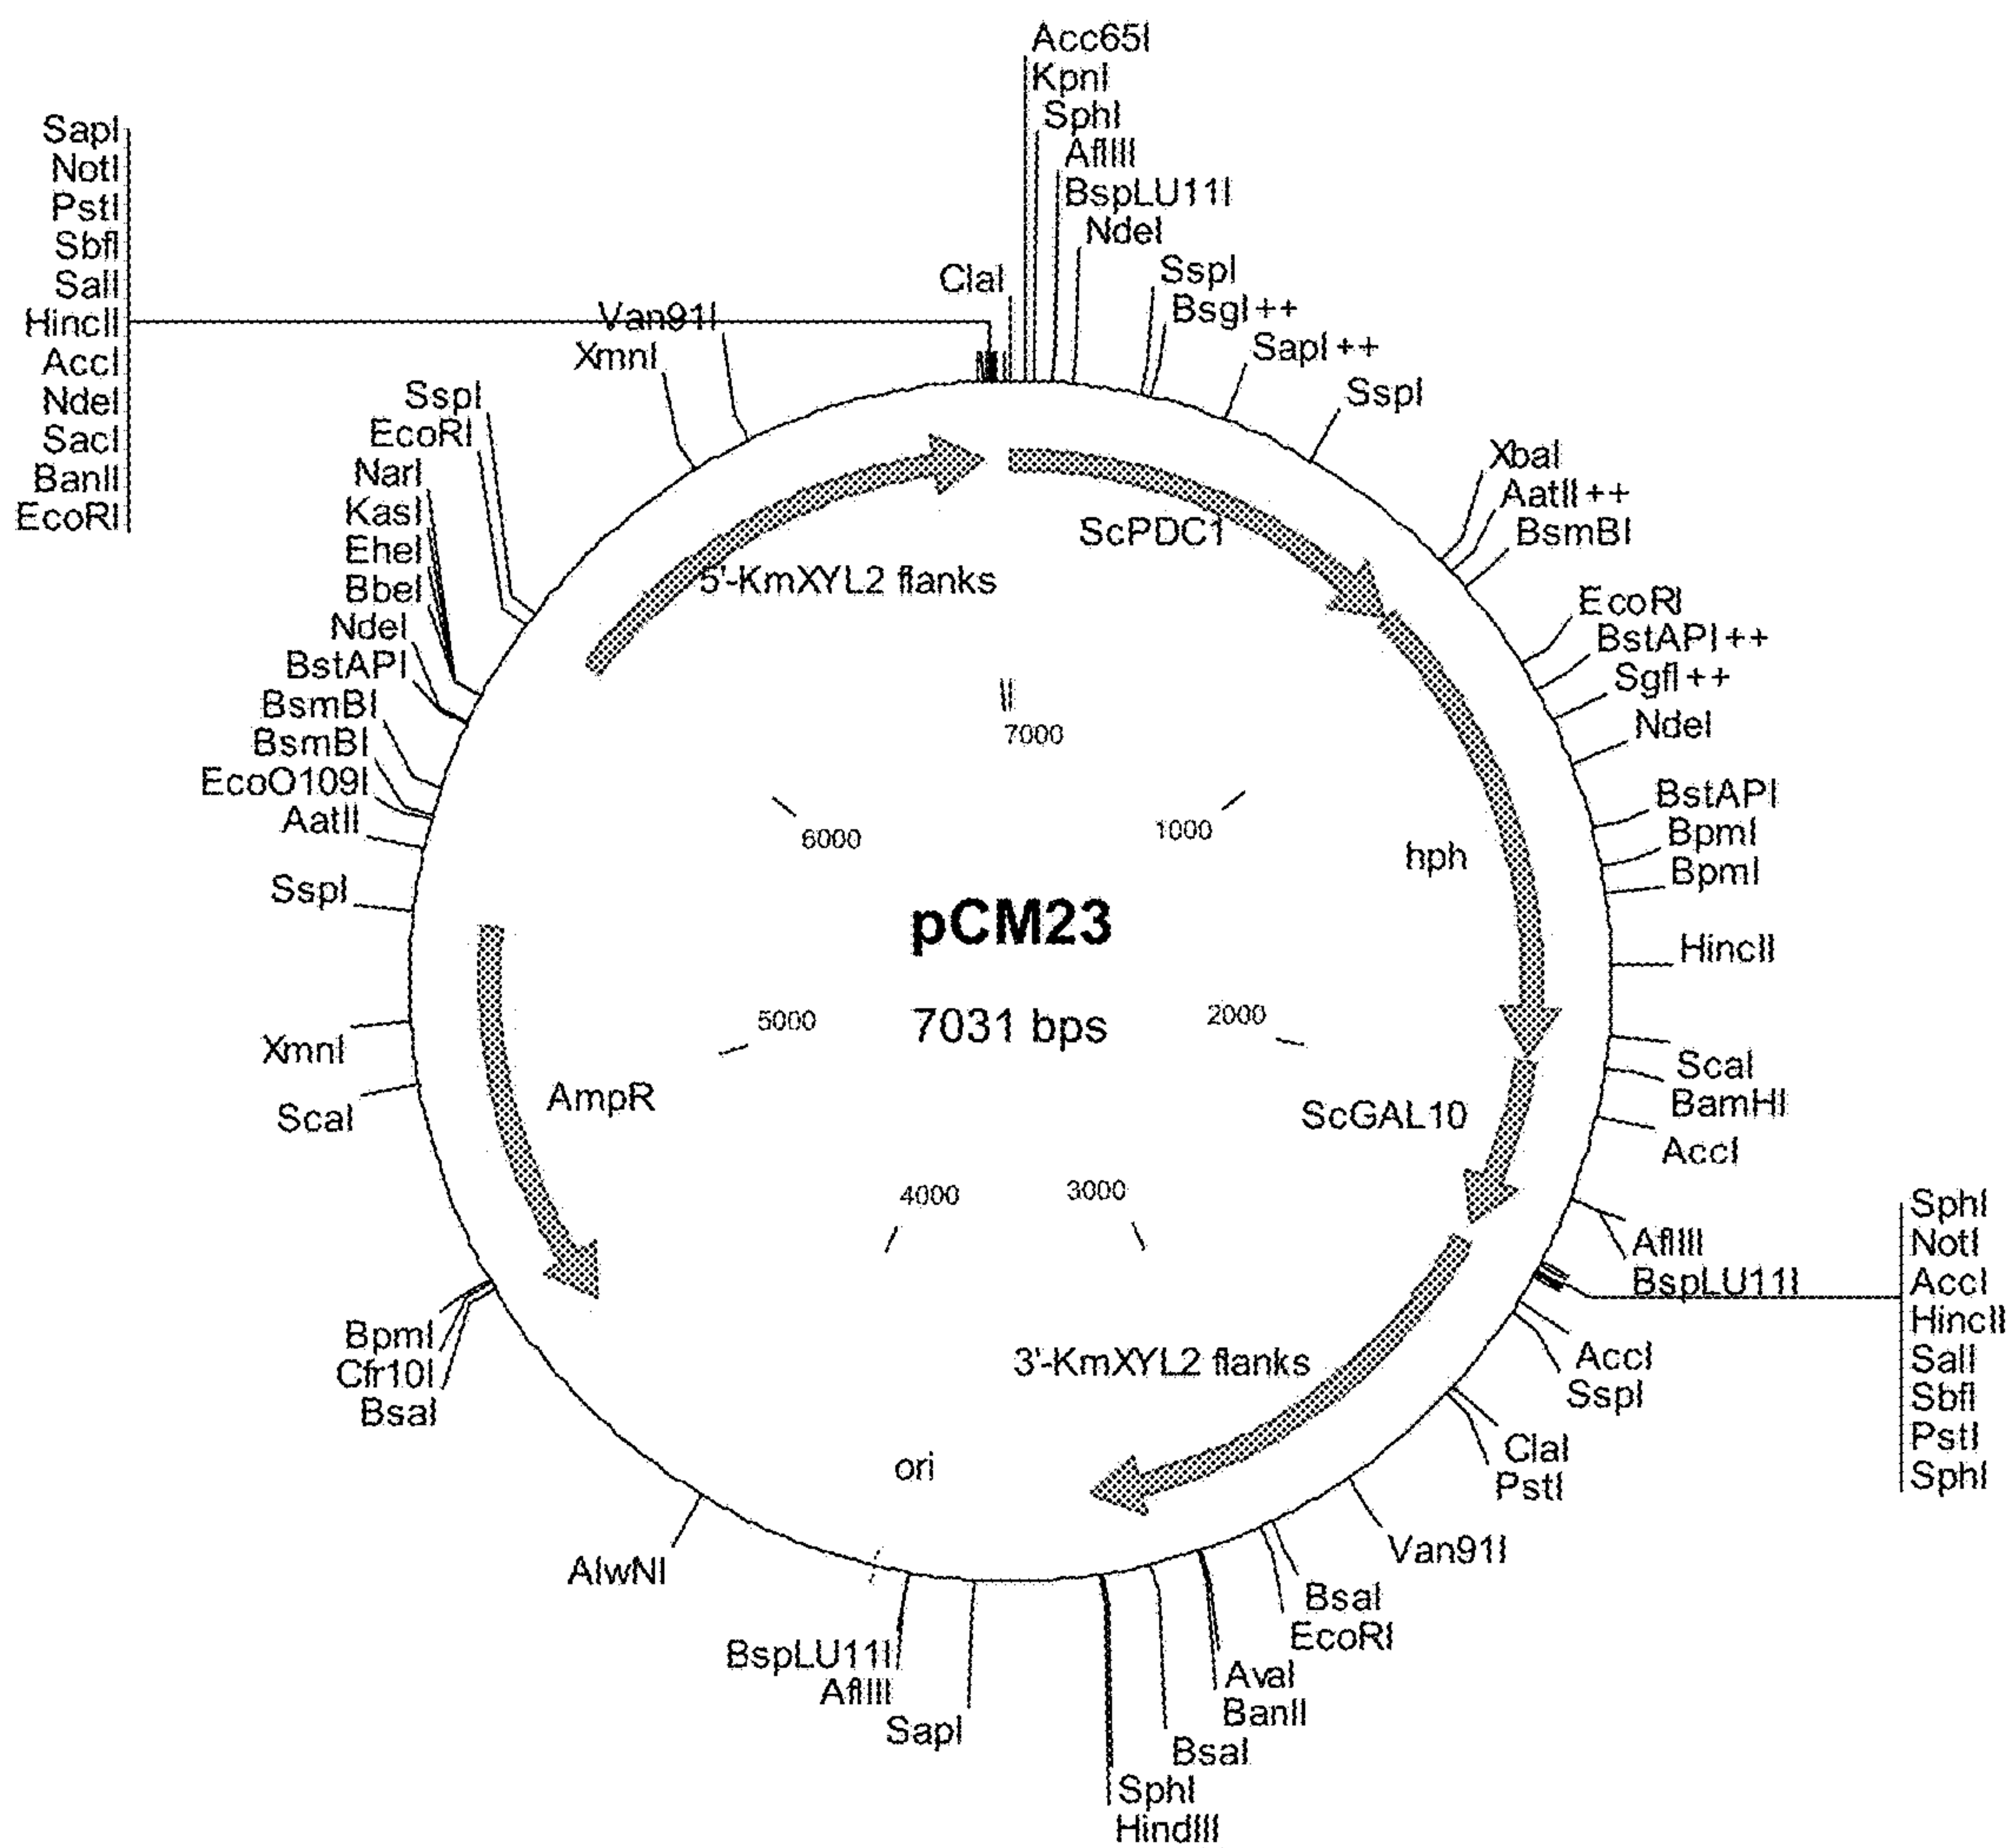 Acc65I
KpnI
SphI
AflIII
BspLU11I
NdeI
ClaI
SspI
BsgI++
SapI++
SspI
XbaI
AatII++
BsmBI
EcoRI
BstAPI++
SgfI++
NdeI
BstAPI
BpmI
BpmI
HincII
ScaI
BamHI
AccI
AflIII
BspLU11I
SphI
NotI
AccI
HincII
SalI
SbfI
PstI
SphI
AccI
SspI
ClaI
PstI
Van91I
BsaI
EcoRI
AvaI
BanII
BsaI
SphI
HindIII
SapI
AflIII
BspLU11I
AlwNI
BsaI
Cfr10I
BpmI
ScaI
XmnI
SspI
AatII
EcoO109I
BsmBI
BsmBI
BstAPI
NdeI
BbeI
EheI
KasI
NarI
EcoRI
SspI
XmnI
Van91I
SapI
NotI
PstI
SbfI
SalI
HincII
AccI
NdeI
SacI
BanII
EcoRI
ScPDC1
5'-KmXYL2 flanks
hph
ScGAL10
3'-KmXYL2 flanks
ori
AmpR
7000
1000
2000
3000
4000
5000
6000
pCM23
7031 bps